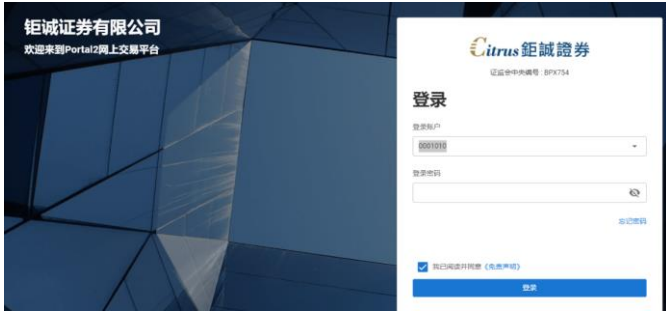 钜诚证券有限公司
欢迎来到Portal2网上交易平台
Citrus 鉅誠證券
证监会中央编号：BPX754
登录
登录账户
0001010
登录密码
忘记密码
我已阅读并同意《免责声明》
登录